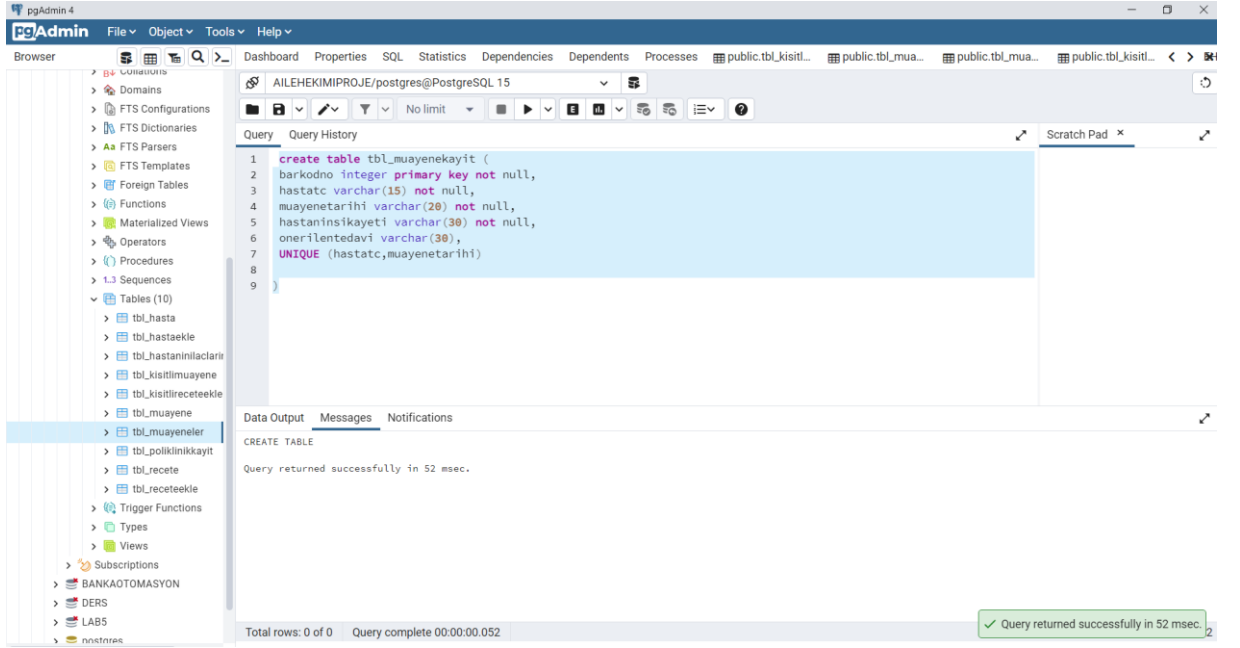 pgAdmin 4
pgAdmin File Object Tools Help
Browser
Dashboard Properties SQL Statistics Dependencies Dependents Processes public.tbl_kisitl... public.tbl_mua... public.tbl_mua... public.tbl_kisitl...
Collations
Domains
FTS Configurations
FTS Dictionaries
Aa FTS Parsers
FTS Templates
Foreign Tables
Functions
Materialized Views
Operators
Procedures
1..3 Sequences
Tables (10)
tbl_hasta
tbl_hastaekle
tbl_hastaninilaclarir
tbl_kisitlimuayene
tbl_kisitlireceteekle
tbl_muayene
tbl_muayeneler
tbl_poliklinikkayit
tbl_recete
tbl_receteekle
Trigger Functions
Types
Views
Subscriptions
BANKAOTOMASYON
DERS
LAB5
postgres
AILEHEKIMIPROJE/postgres@PostgreSQL 15
No limit
Query Query History
Scratch Pad
1 create table tbl_muayenekayit (
2 barkodno integer primary key not null,
3 hastatc varchar(15) not null,
4 muayenetarihi varchar(20) not null,
5 hastaninsikayeti varchar(30) not null,
6 onerilentedavi varchar(30),
7 UNIQUE (hastatc,muayenetarihi)
8
9 )
Data Output Messages Notifications
CREATE TABLE
Query returned successfully in 52 msec.
Total rows: 0 of 0 Query complete 00:00:00.052
Query returned successfully in 52 msec.